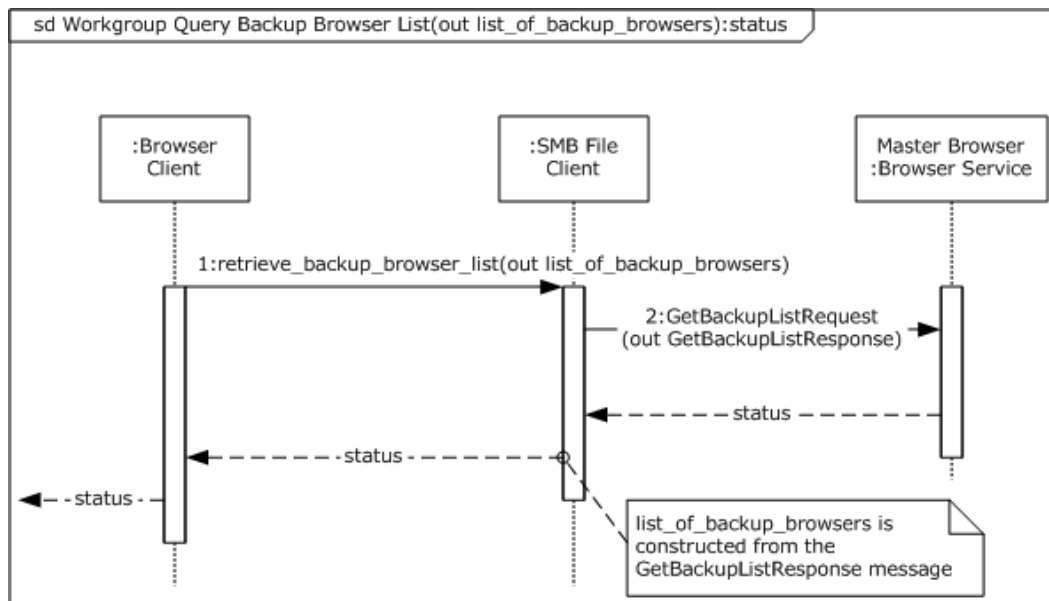 sd Workgroup Query Backup Browser List(out list_of_backup_browsers):status
:Browser
Client
:SMB File
Client
Master Browser
:Browser Service
1:retrieve_backup_browser_list(out list_of_backup_browsers)
2:GetBackupListRequest
(out GetBackupListResponse)
status
status
status
list_of_backup_browsers is
constructed from the
GetBackupListResponse message